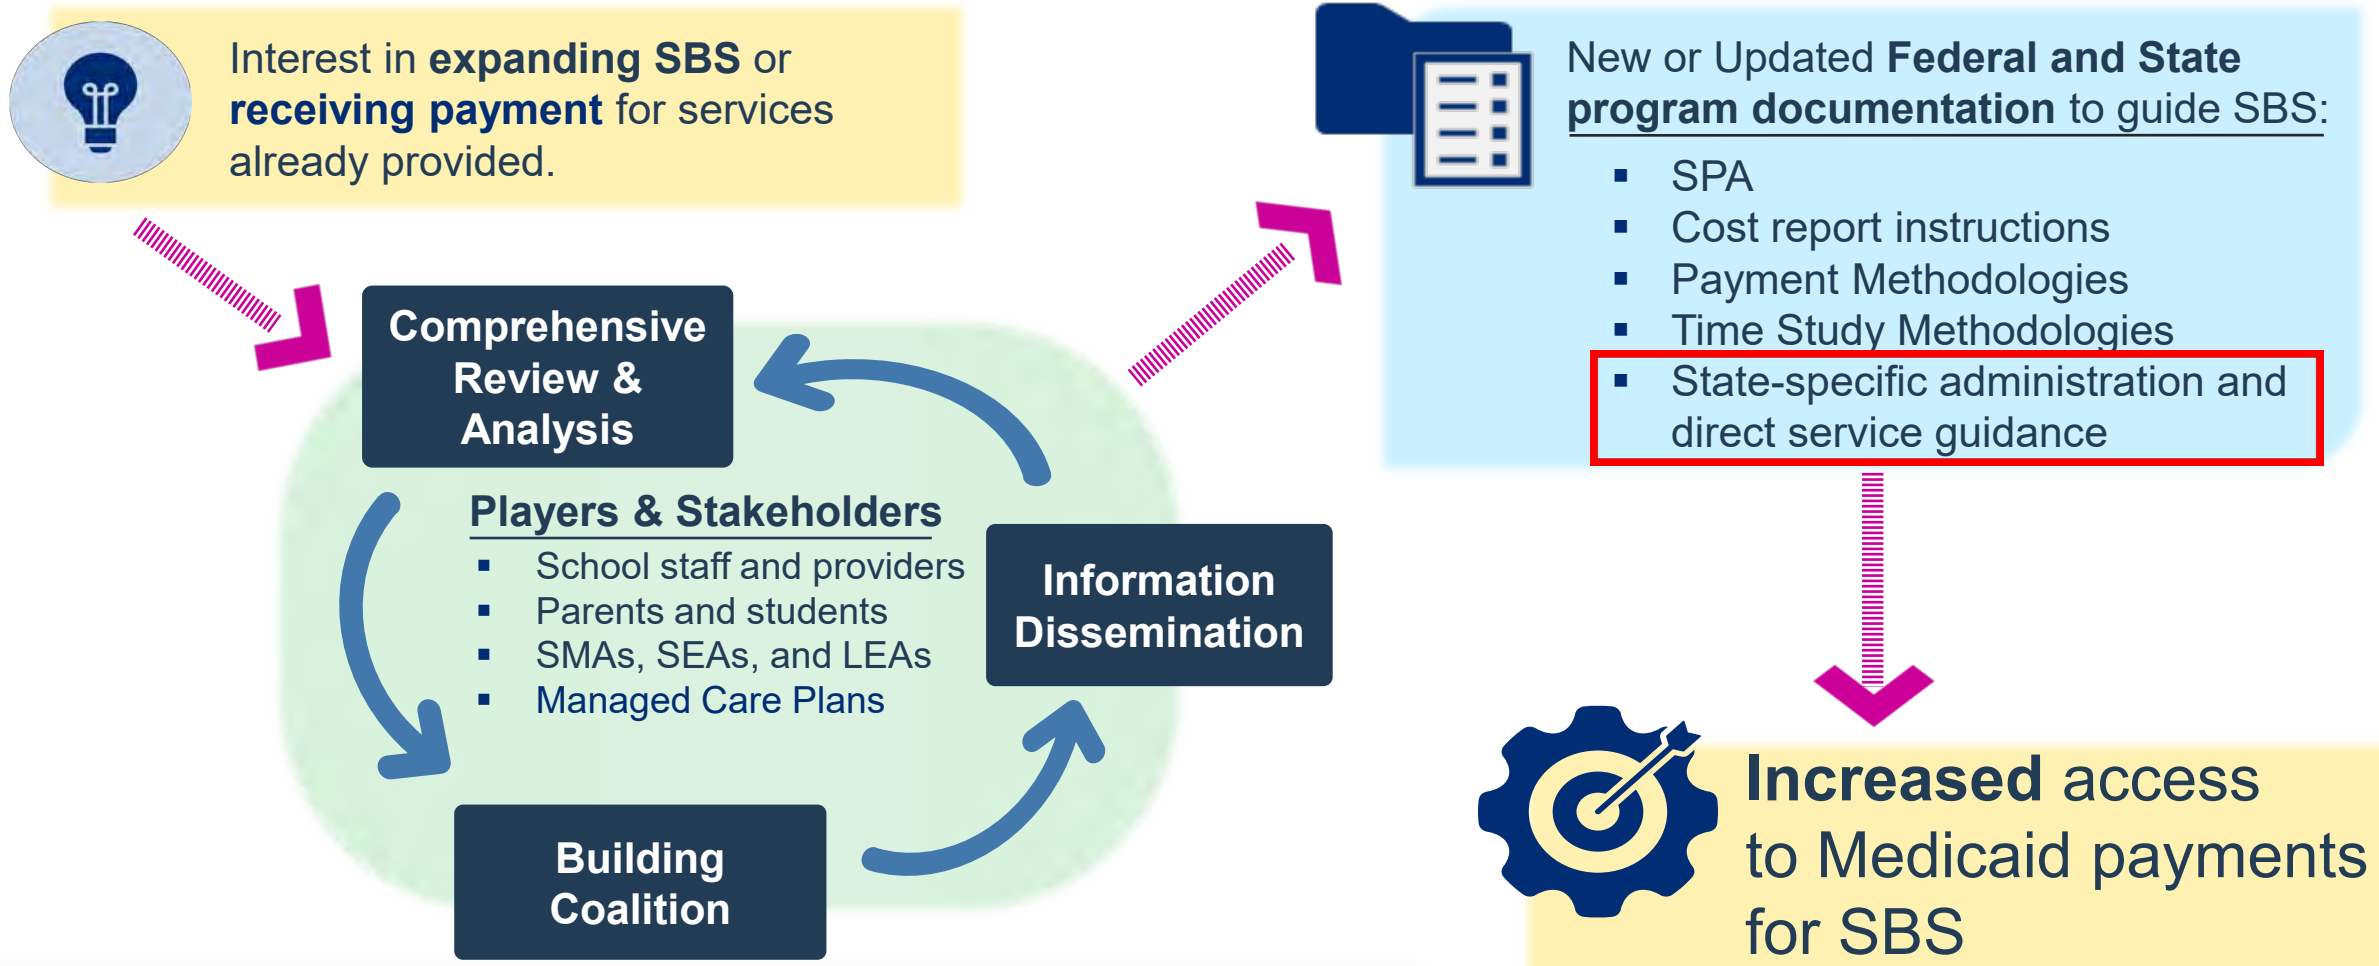 Interest in expanding SBS or
receiving payment for services
already provided.
Comprehensive
Review &
Analysis
Players & Stakeholders
▪ School staff and providers
▪ Parents and students
▪ SMAs, SEAs, and LEAs
▪ Managed Care Plans
Information
Dissemination
Building
Coalition
New or Updated Federal and State
program documentation to guide SBS:
▪ SPA
▪ Cost report instructions
▪ Payment Methodologies
▪ Time Study Methodologies
▪ State-specific administration and
direct service guidance
Increased access
to Medicaid payments
for SBS